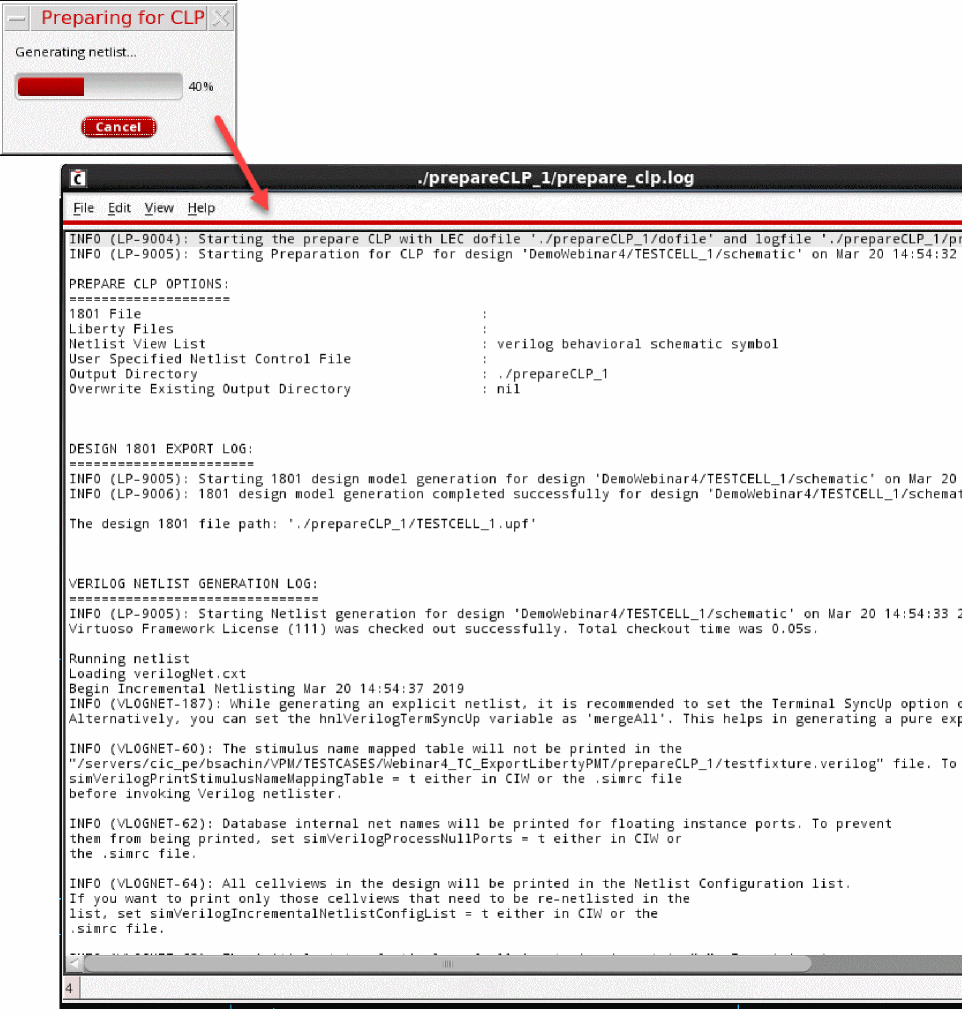 Preparing for CLP
Generating netlist...
40%
Cancel
./prepareCLP_1/prepare_clp.log
File Edit View Help
INFO (LP-9004): Starting the prepare CLP with LEC dofile './prepareCLP_1/dofile' and logfile './prepareCLP_1/pr
INFO (LP-9005): Starting Preparation for CLP for design 'DemoWebinar4/TESTCELL_1/schematic' on Mar 20 14:54:32
PREPARE CLP OPTIONS:
====================
1801 File :
Liberty Files :
Netlist View List : verilog behavioral schematic symbol
User Specified Netlist Control File :
Output Directory : ./prepareCLP_1
Overwrite Existing Output Directory : nil
DESIGN 1801 EXPORT LOG:
=======================
INFO (LP-9005): Starting 1801 design model generation for design 'DemoWebinar4/TESTCELL_1/schematic' on Mar 20
INFO (LP-9006): 1801 design model generation completed successfully for design 'DemoWebinar4/TESTCELL_1/schemat
The design 1801 file path: './prepareCLP_1/TESTCELL_1.upf'
VERILOG NETLIST GENERATION LOG:
===============================
INFO (LP-9005): Starting Netlist generation for design 'DemoWebinar4/TESTCELL_1/schematic' on Mar 20 14:54:33 2
Virtuoso Framework License (111) was checked out successfully. Total checkout time was 0.05s.
Running netlist
Loading verilogNet.cxt
Begin Incremental Netlisting Mar 20 14:54:37 2019
INFO (VLOGNET-187): While generating an explicit netlist, it is recommended to set the Terminal SyncUp option o
Alternatively, you can set the hnlVerilogTermSyncUp variable as 'mergeAll'. This helps in generating a pure exp
INFO (VLOGNET-60): The stimulus name mapped table will not be printed in the
"/servers/cic_pe/bsachin/VPM/TESTCASES/Webinar4_TC_ExportLibertyPMT/prepareCLP_1/testfixture.verilog" file. To
simVerilogPrintStimulusNameMappingTable = t either in CIW or the .simrc file
before invoking Verilog netlister.
INFO (VLOGNET-62): Database internal net names will be printed for floating instance ports. To prevent
them from being printed, set simVerilogProcessNullPorts = t either in CIW or
the .simrc file.
INFO (VLOGNET-64): All cellviews in the design will be printed in the Netlist Configuration list.
If you want to print only those cellviews that need to be re-netlisted in the
list, set simVerilogIncrementalNetlistConfigList = t either in CIW or the
.simrc file.
4